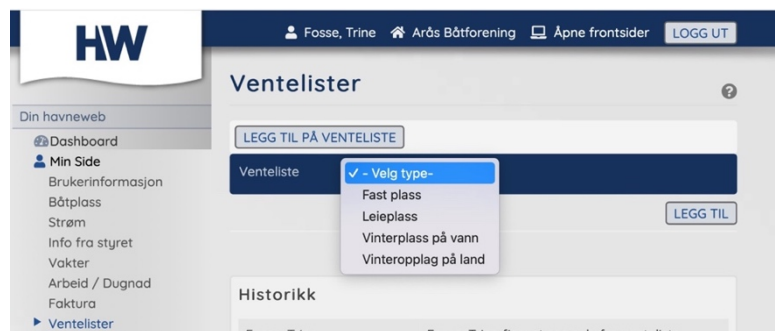 HW
Fosse, Trine Arås Båtforening Åpne frontsider LOGG UT
Ventelister
Din havneweb
Dashboard
Min Side
Brukerinformasjon
Båtplass
Strøm
Info fra styret
Vakter
Arbeid / Dugnad
Faktura
Ventelister
LEGG TIL PÅ VENTELISTE
Venteliste
✓ - Velg type-
Fast plass
Leieplass
Vinterplass på vann
Vinteropplag på land
LEGG TIL
Historikk